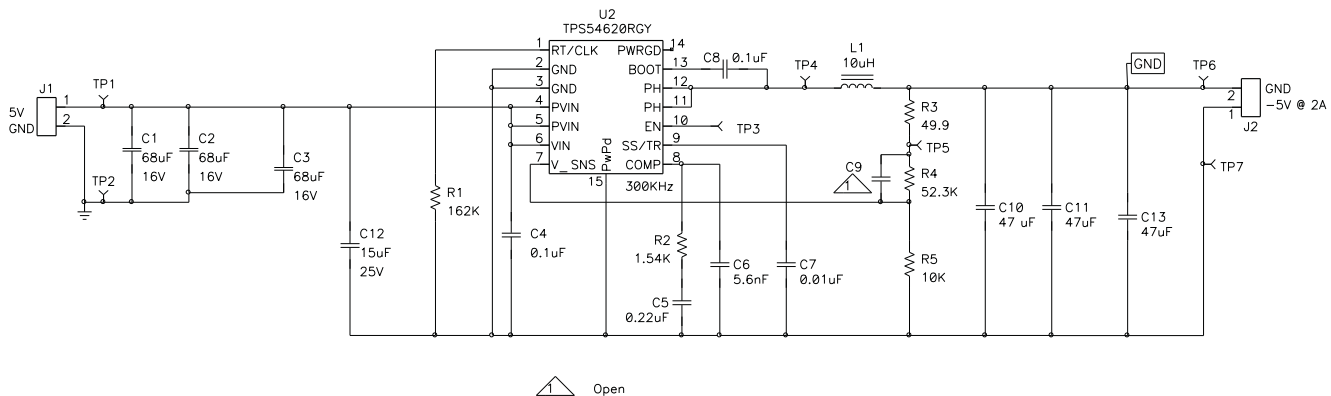 U2
TPS54620RGY
1 RT/CLK PWRGD 14
2 GND BOOT 13
3 GND PH 12
4 PVIN PH 11
5 PVIN EN 10
6 VIN SS/TR 9
7 V_SNS COMP 8
PwPd
15
300KHz
J1
5V 1
GND 2
TP1
TP2
C1
68uF
16V
C2
68uF
16V
C3
68uF
16V
C12
15uF
25V
R1
162K
C4
0.1uF
C8 0.1uF
TP3
TP4
L1
10uH
R2
1.54K
C5
0.22uF
C6
5.6nF
C7
0.01uF
R3
49.9
TP5
C9
1
R4
52.3K
R5
10K
C10
47 uF
C11
47uF
C13
47uF
GND
TP6
GND
2
-5V @ 2A
1
J2
TP7
1 Open